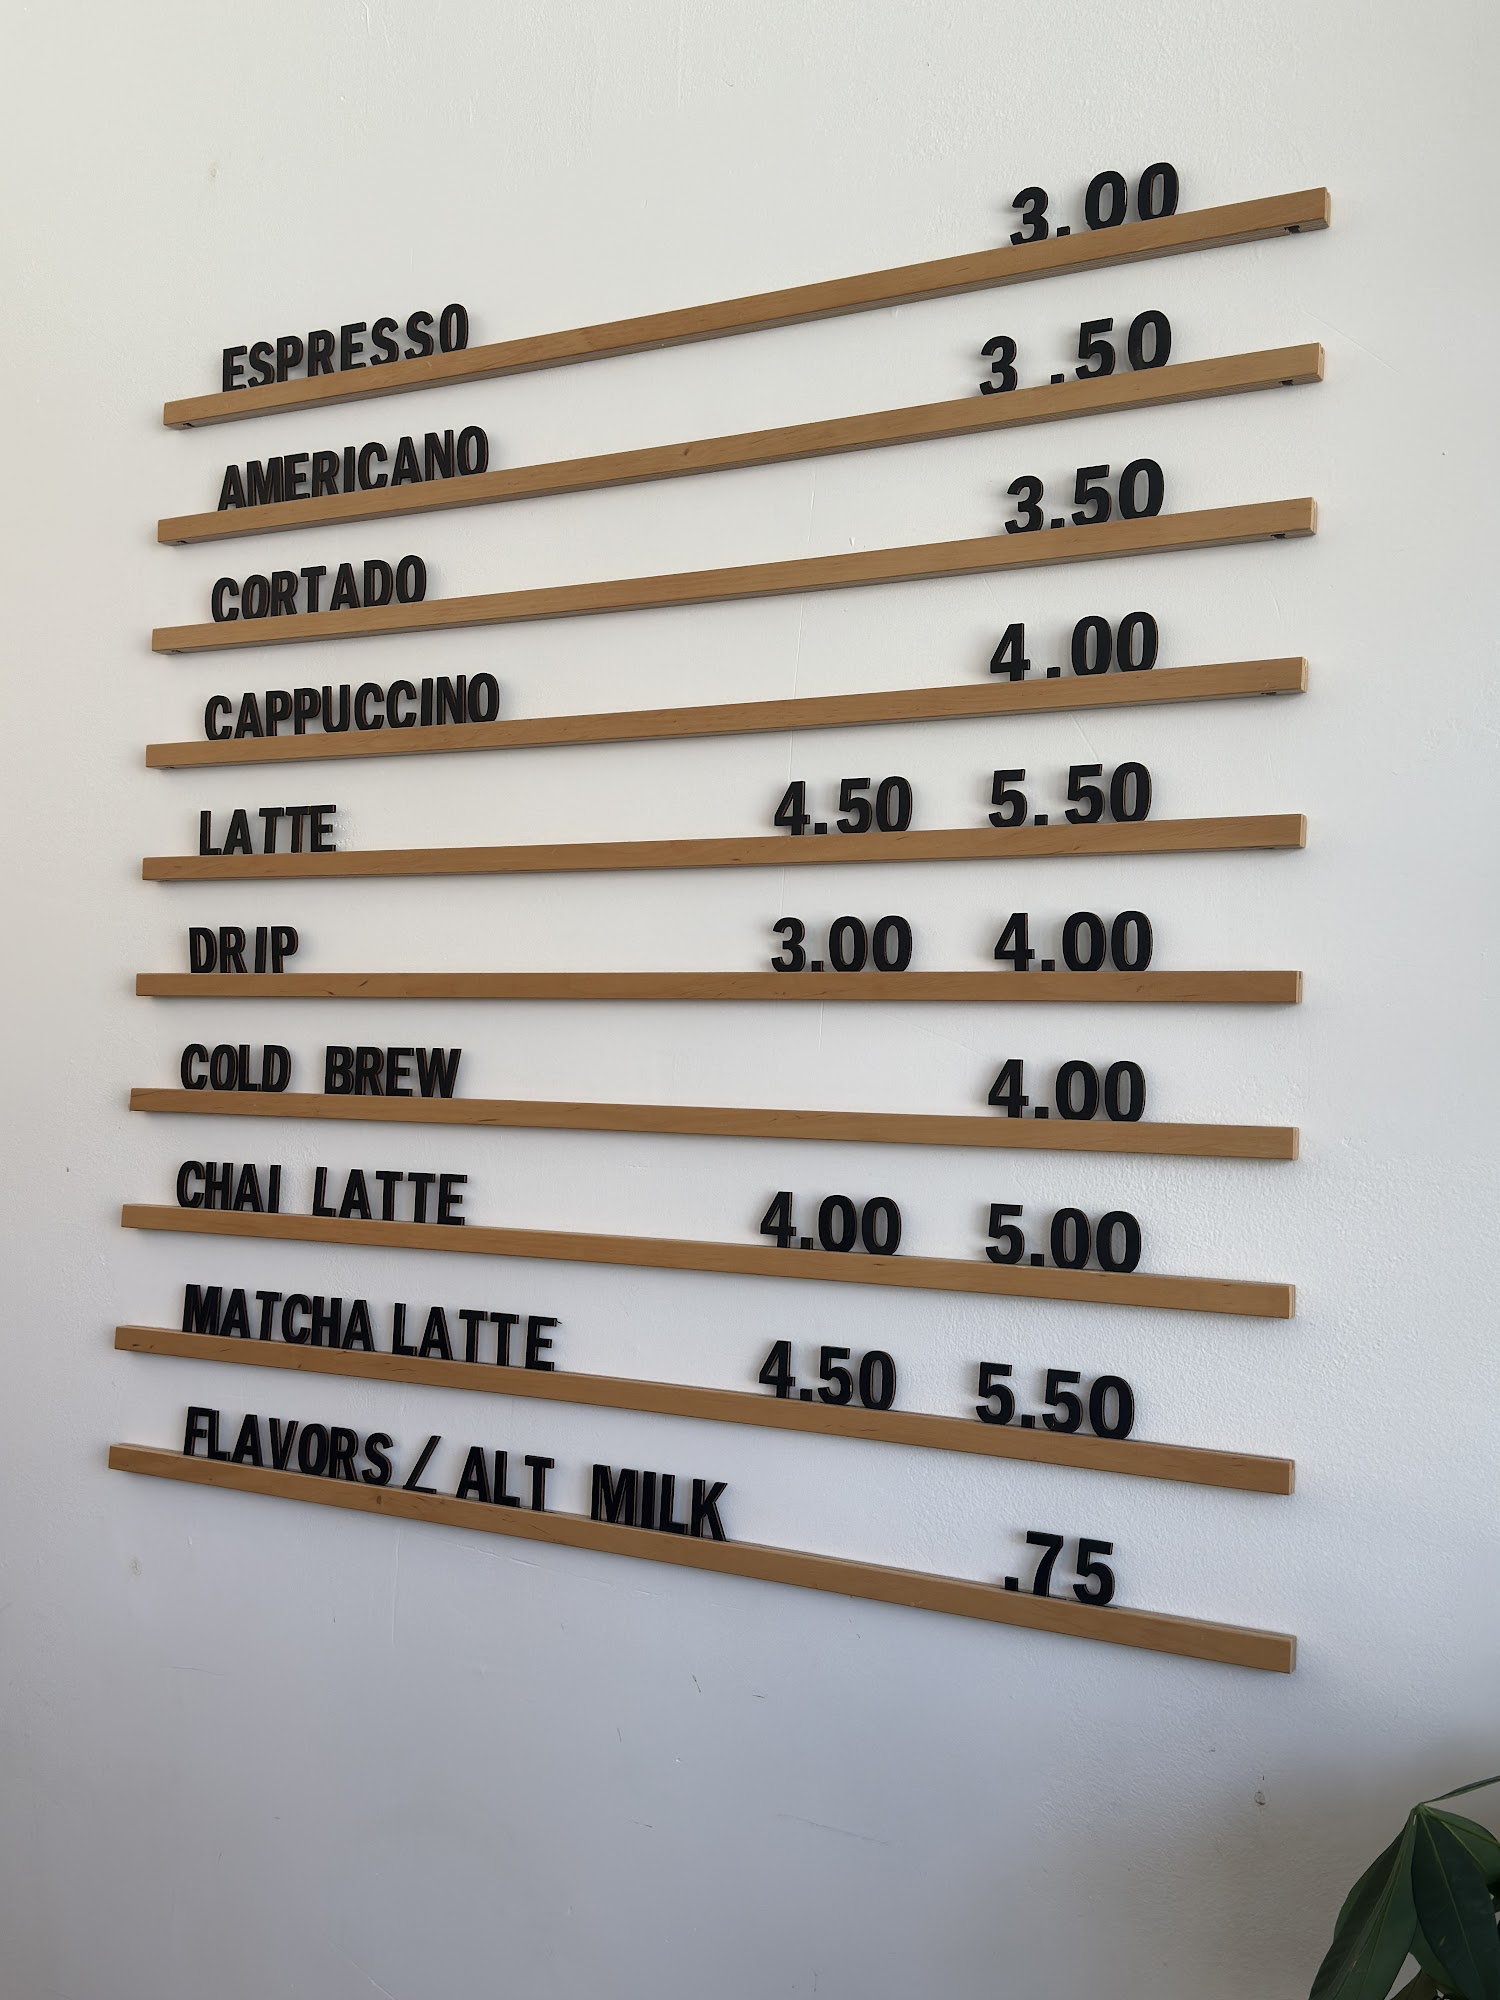 ESPRESSO 3.00
AMERICANO 3.50
CORTADO 3.50
CAPPUCCINO 4.00
LATTE 4.50 5.50
DRIP 3.00 4.00
COLD BREW 4.00
CHAI LATTE 4.00 5.00
MATCHA LATTE 4.50 5.50
FLAVORS / ALT MILK .75